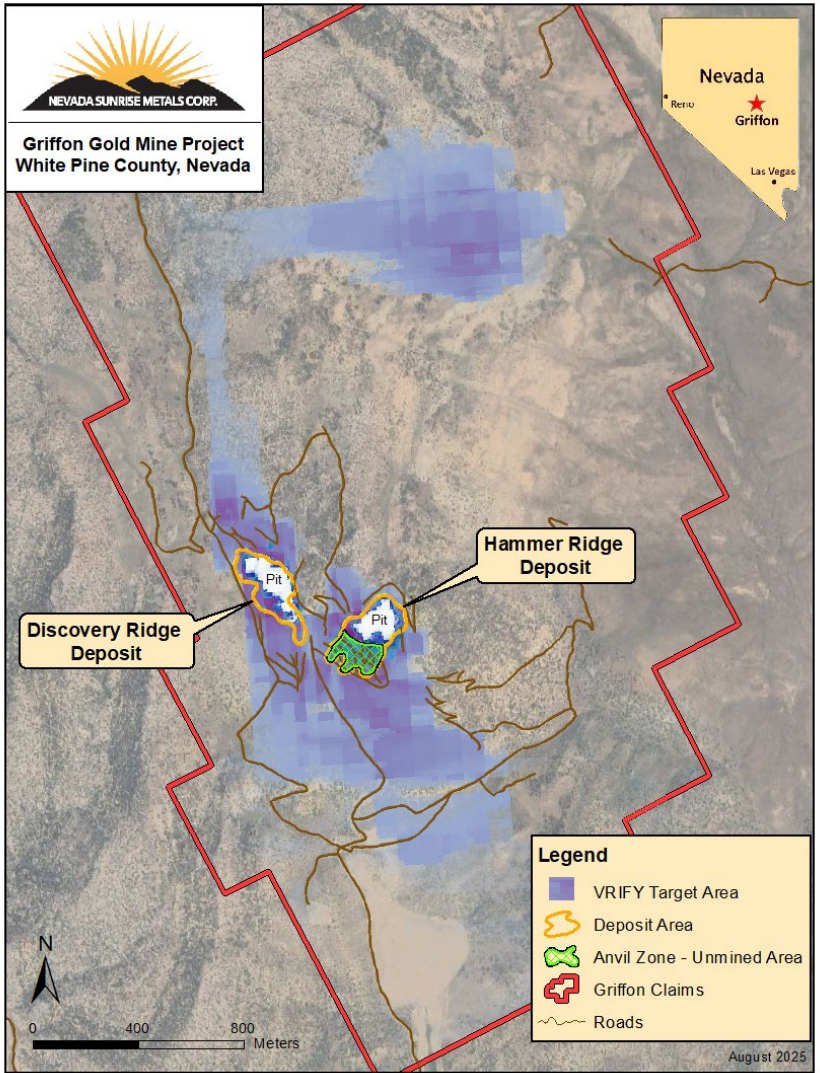 NEVADA SUNRISE METALS CORP.
Griffon Gold Mine Project
White Pine County, Nevada
Nevada
Reno
Griffon
Las Vegas
Hammer Ridge
Deposit
Pit
Pit
Discovery Ridge
Deposit
Legend
VRIFY Target Area
Deposit Area
Anvil Zone - Unmined Area
Griffon Claims
Roads
N
0 400 800
Meters
August 2025